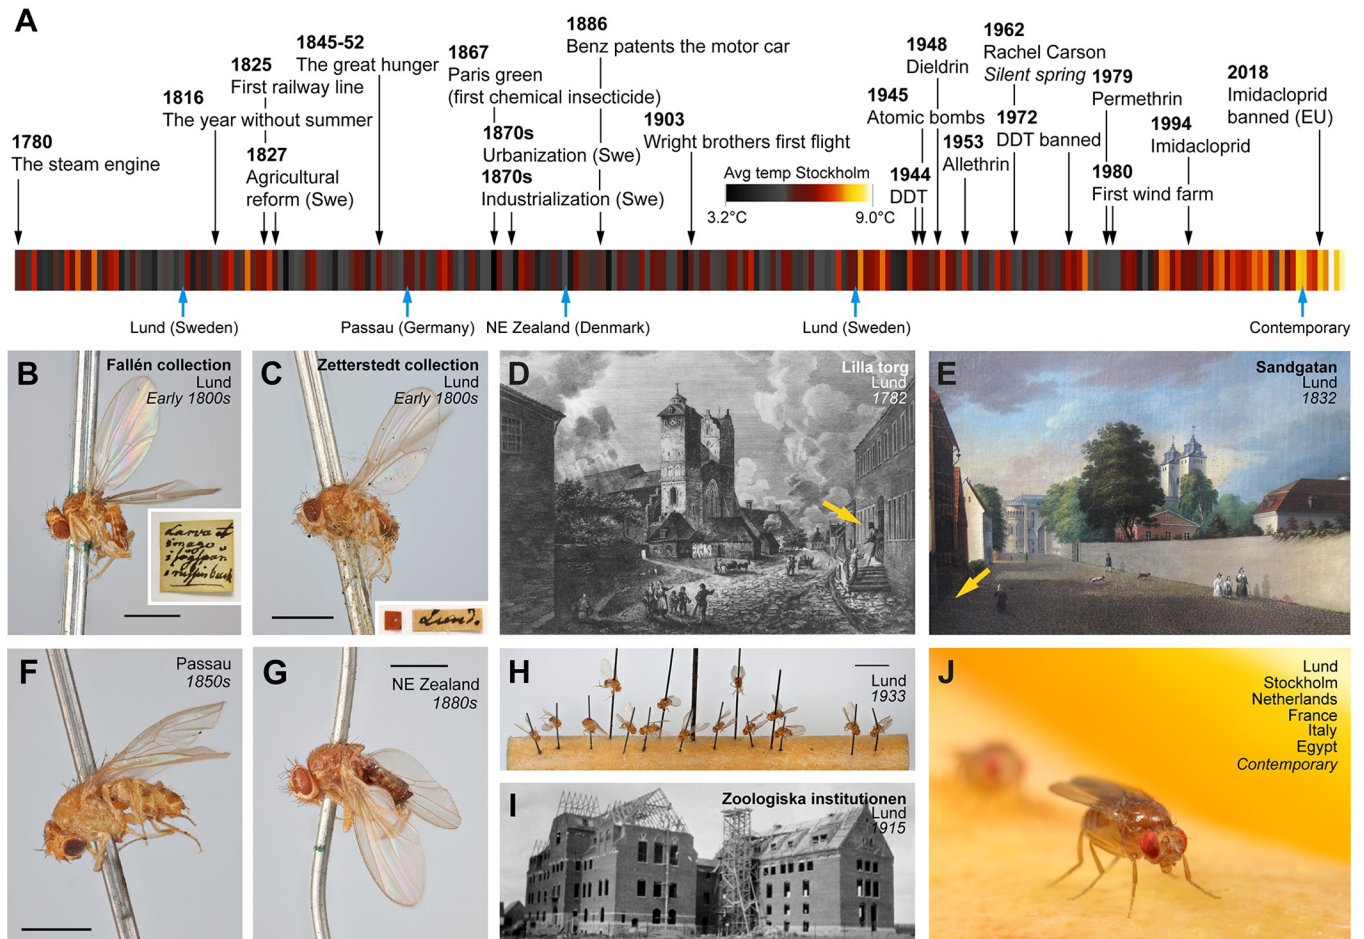 A
1780
The steam engine
1816
The year without summer
1825
First railway line
1827
Agricultural
reform (Swe)
1845-52
The great hunger
1867
Paris green
(first chemical insecticide)
1870s
Urbanization (Swe)
1870s
Industrialization (Swe)
1886
Benz patents the motor car
1903
Wright brothers first flight
Avg temp Stockholm
3.2°C
9.0°C
1944
DDT
1945
Atomic bombs
1948
Dieldrin
1953
Allethrin
1962
Rachel Carson
Silent spring
1972
DDT banned
1979
Permethrin
1980
First wind farm
1994
Imidacloprid
2018
Imidacloprid
banned (EU)
Lund (Sweden)
Passau (Germany)
NE Zealand (Denmark)
Lund (Sweden)
Contemporary
B
Fallén collection
Lund
Early 1800s
Larva et
imago
C
Zetterstedt collection
Lund
Early 1800s
Lund.
D
Lilla torg
Lund
1782
E
Sandgatan
Lund
1832
F
Passau
1850s
G
NE Zealand
1880s
H
Lund
1933
I
Zoologiska institutionen
Lund
1915
J
Lund
Stockholm
Netherlands
France
Italy
Egypt
Contemporary